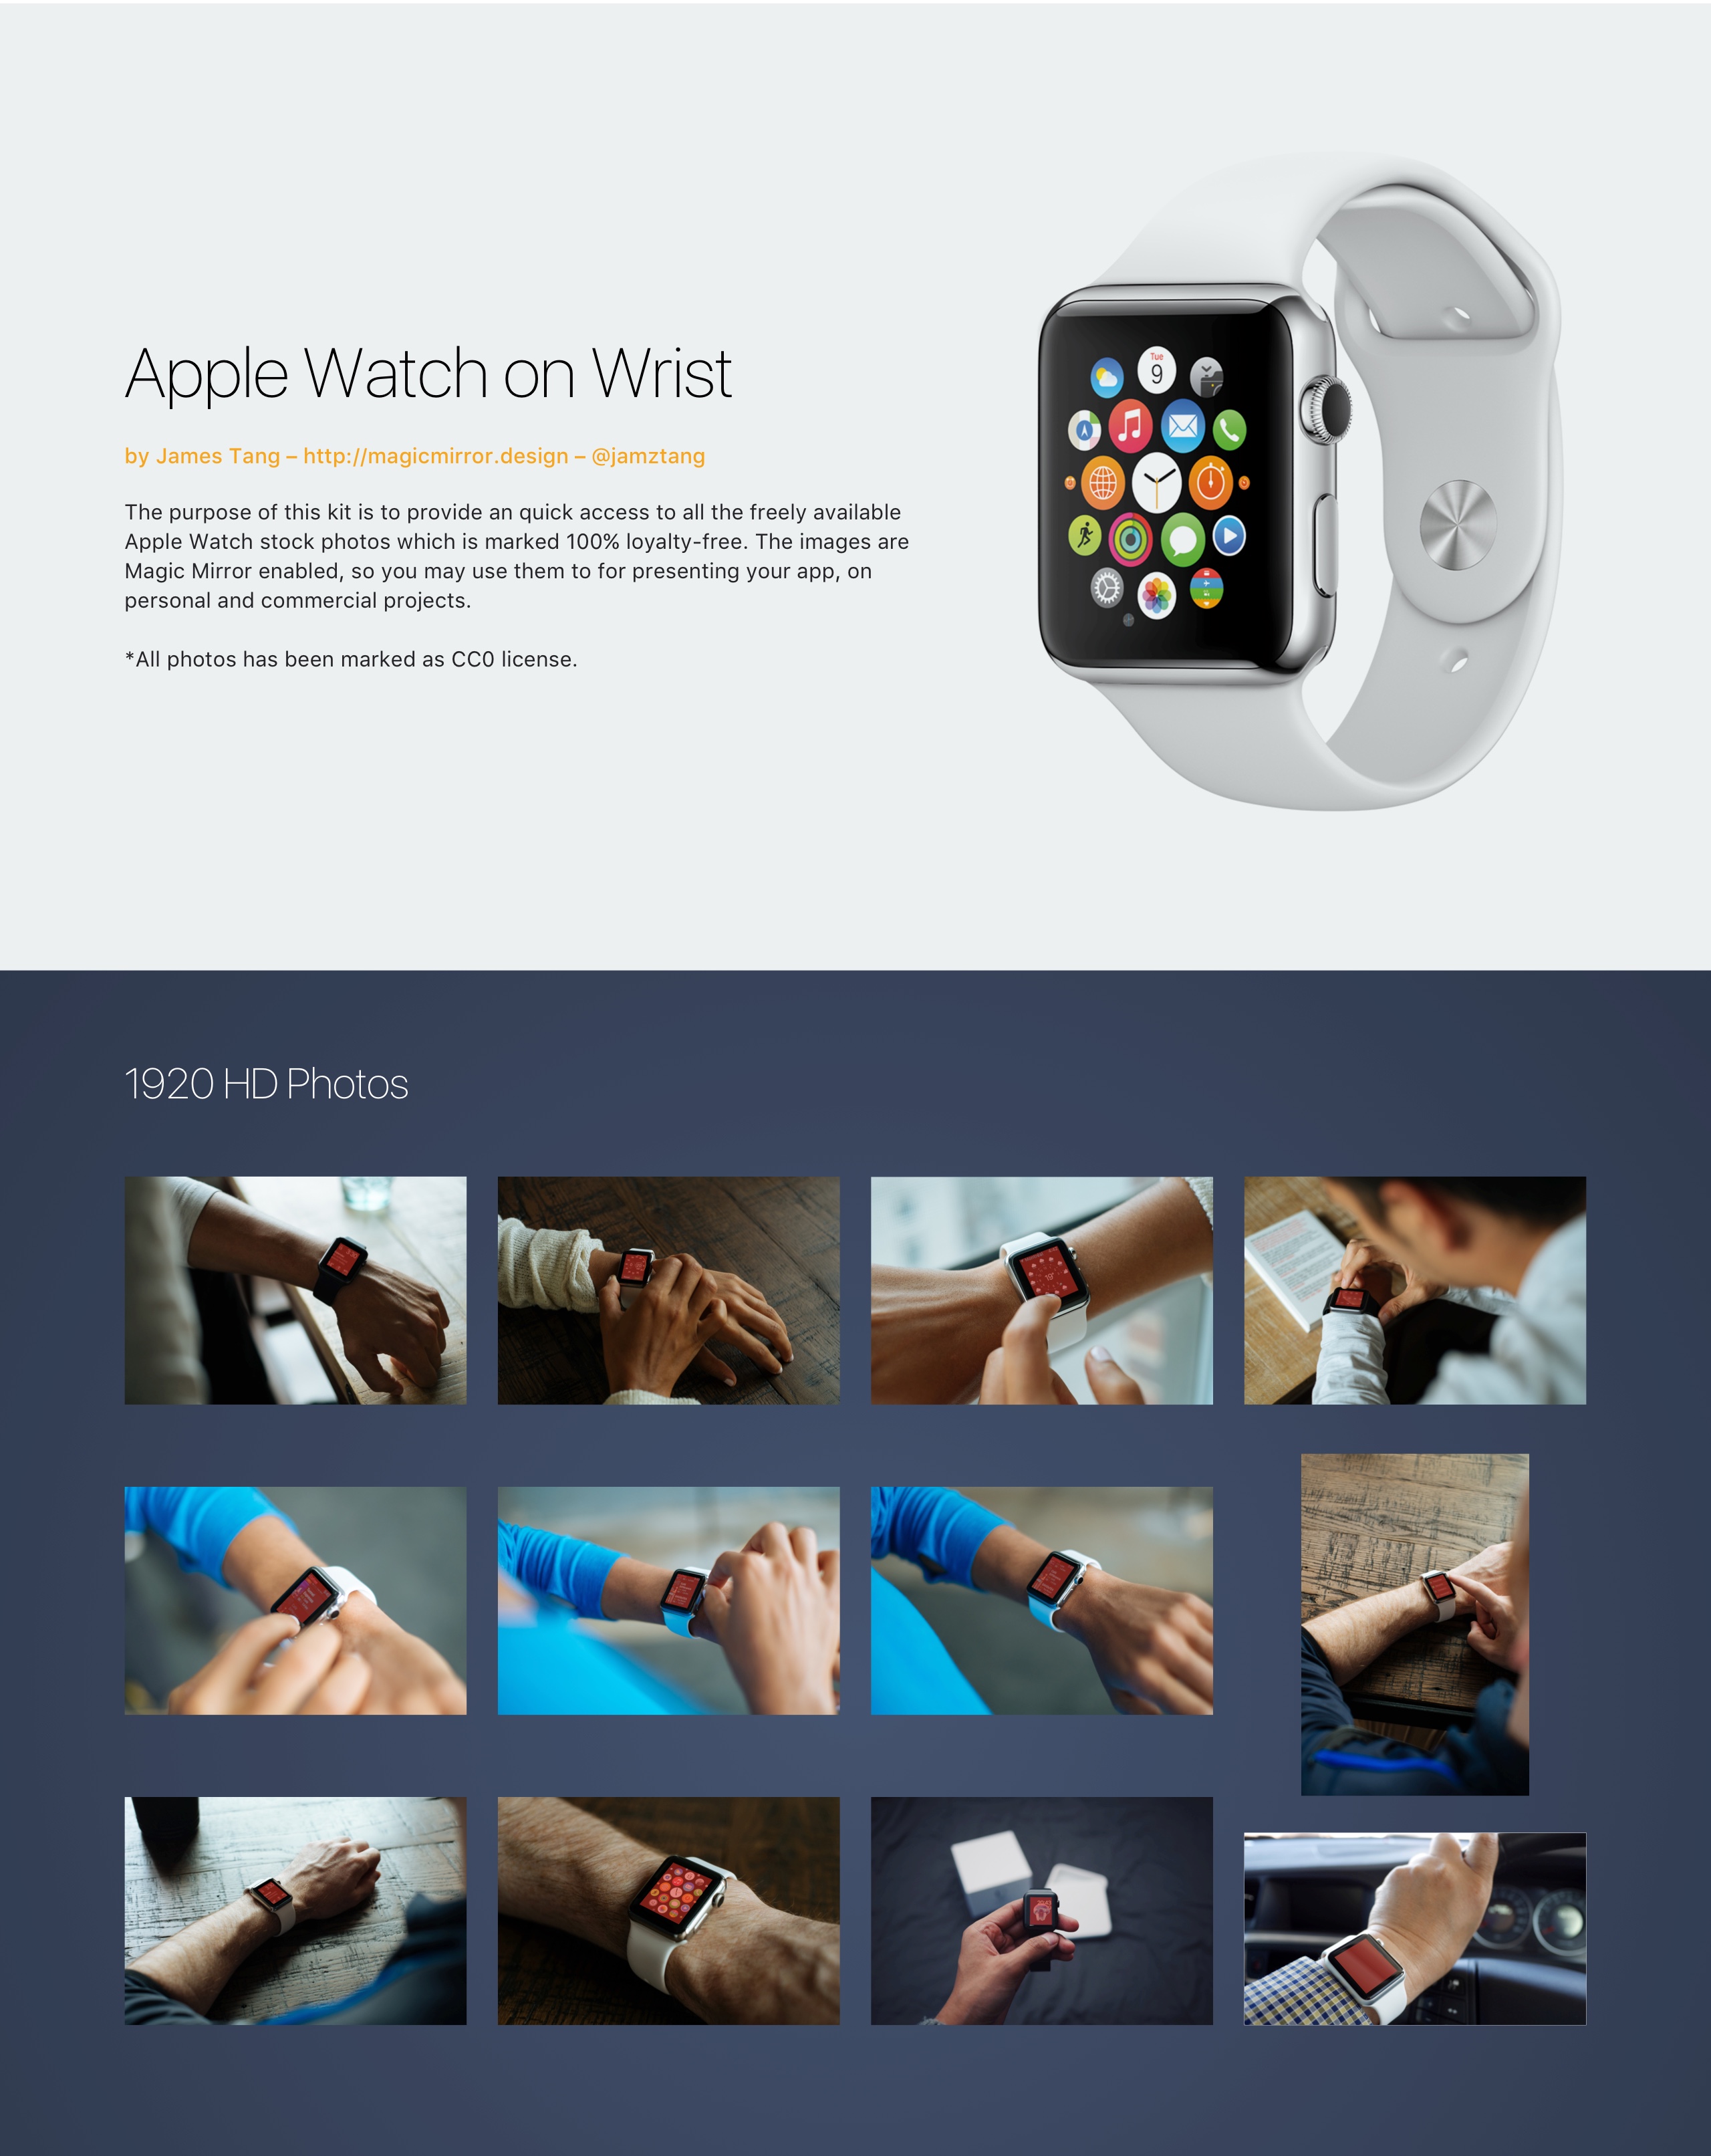 Apple Watch on Wrist
by James Tang – http://magicmirror.design – @jamztang
The purpose of this kit is to provide an quick access to all the freely available
Apple Watch stock photos which is marked 100% loyalty-free. The images are
Magic Mirror enabled, so you may use them to for presenting your app, on
personal and commercial projects.
*All photos has been marked as CC0 license.
Tue
9
1920 HD Photos